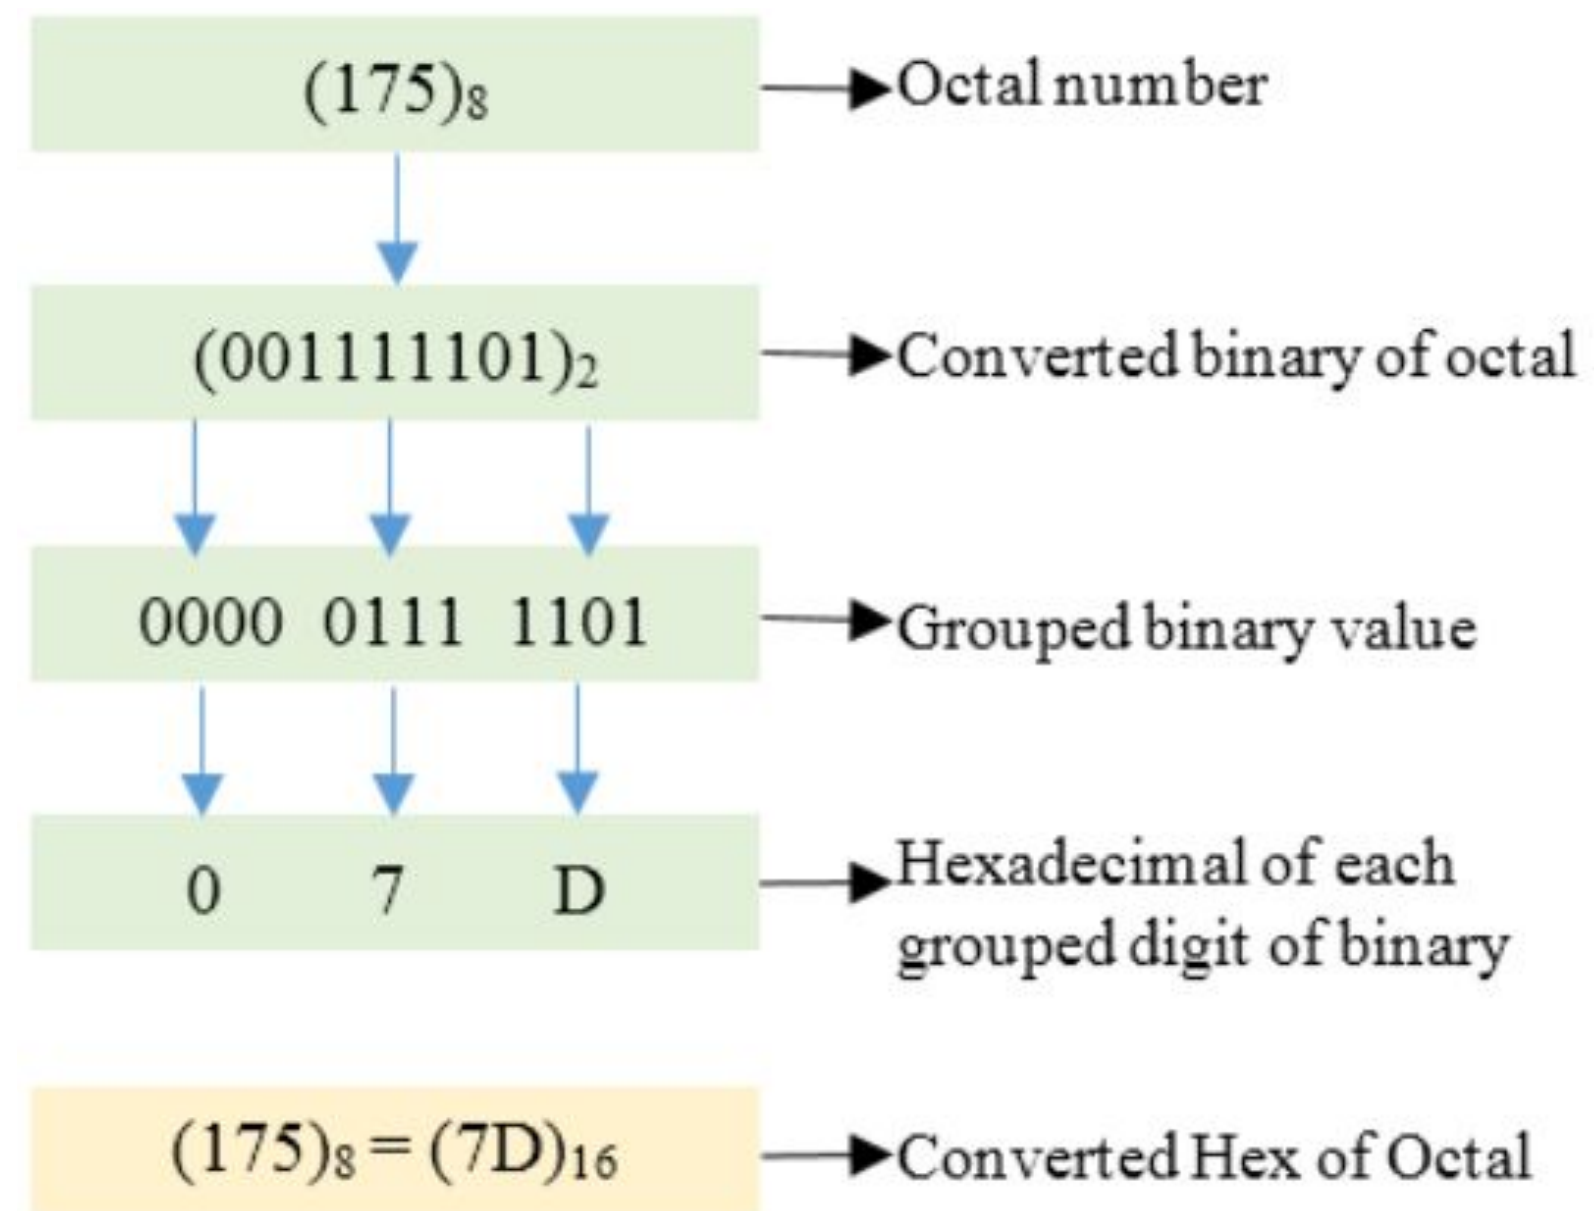 (175)₈
Octal number
(001111101)₂
Converted binary of octal
0000 0111 1101
Grouped binary value
0 7 D
Hexadecimal of each
grouped digit of binary
(175)₈ = (7D)₁₆
Converted Hex of Octal